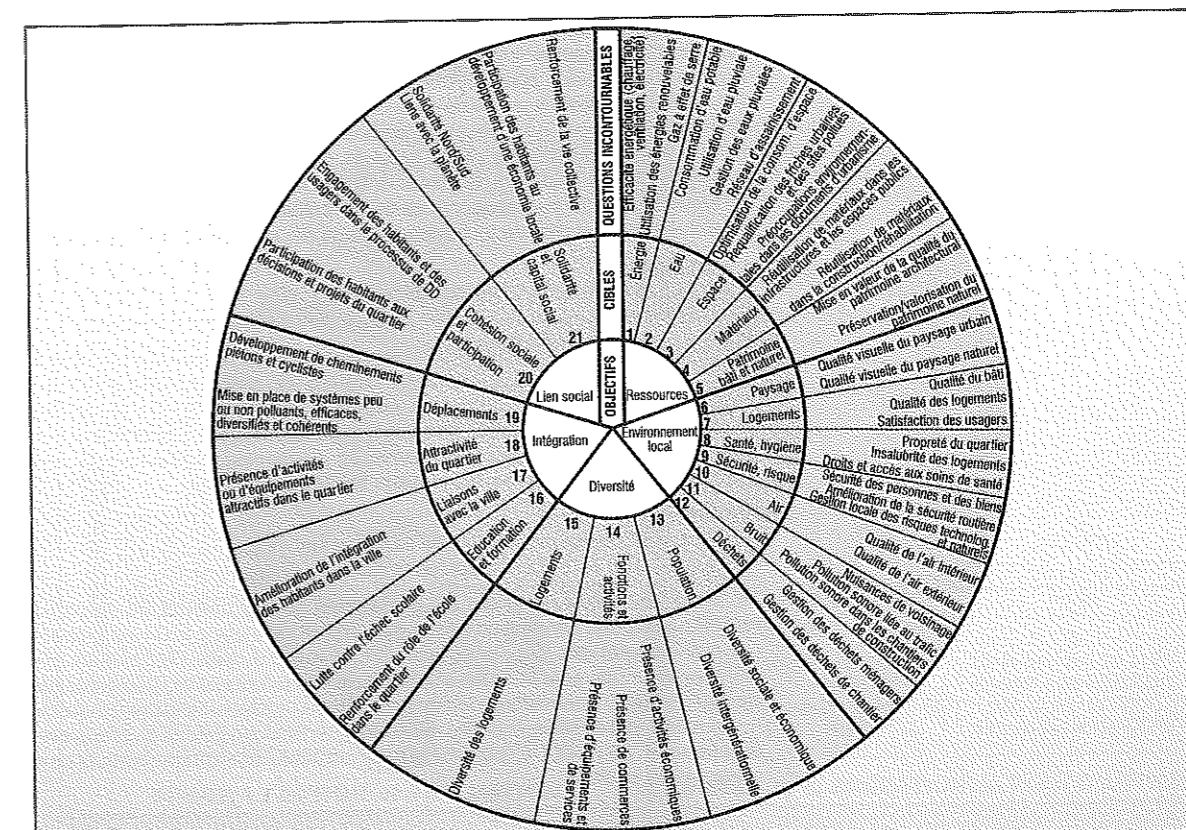 QUESTIONS INCONTOURNABLES
CIBLES
OBJECTIFS
Ressources
Environnement
local
Diversité
Intégration
Lien social
1
Énergie
Efficacité énergétique (chauffage,
ventilation, électricité)
Utilisation des énergies renouvelables
Gaz à effet de serre
2
Eau
Consommation d'eau potable
Utilisation d'eau pluviale
Gestion des eaux pluviales
Réseau d'assainissement
3
Espace
Optimisation de la consom. d'espace
Requalification des friches urbaines
et des sites pollués
Préoccupations environnemen-
tales dans les documents d'urbanisme
4
Matériaux
Réutilisation de matériaux dans les
infrastructures et les espaces publics
Réutilisation de matériaux
dans la construction/réhabilitation
5
Patrimoine
bâti et naturel
Mise en valeur de la qualité du
patrimoine architectural
Préservation/valorisation du
patrimoine naturel
6
Paysage
Qualité visuelle du paysage urbain
Qualité visuelle du paysage naturel
7
Logements
Qualité du bâti
Qualité des logements
Satisfaction des usagers
8
Santé, hygiène
Propreté du quartier
Insalubrité des logements
Droits et accès aux soins de santé
9
Sécurité, risque
Sécurité des personnes et des biens
Amélioration de la sécurité routière
Gestion locale des risques technolog.
et naturels
10
Air
Qualité de l'air intérieur
Qualité de l'air extérieur
11
Bruit
Nuisances de voisinage
Pollution sonore liée au trafic
Pollution sonore dans les chantiers
de construction
12
Déchets
Gestion des déchets ménagers
Gestion des déchets de chantier
13
Population
Diversité sociale et économique
Diversité intergénérationnelle
14
Fonctions et
activités
Présence d'activités économiques
Présence de commerces
Présence d'équipements et
de services
15
Logements
Diversité des logements
16
Éducation
et formation
Renforcement du rôle de l'école
dans le quartier
Lutte contre l'échec scolaire
17
Liaisons
avec la ville
Amélioration de l'intégration
des habitants dans la ville
18
Attractivité
du quartier
Présence d'activités
ou d'équipements
attractifs dans le quartier
19
Déplacements
Mise en place de systèmes peu
ou non polluants, efficaces,
diversifiés et cohérents
Développement de cheminements
piétons et cyclistes
20
Cohésion sociale
et
participation
Participation des habitants aux
décisions et projets du quartier
Engagement des habitants et des
usagers dans le processus de DD
21
Solidarité
et
capital social
Solidarité Nord/Sud
Liens avec la planète
Participation des habitants au
développement d'une économie locale
Renforcement de la vie collective